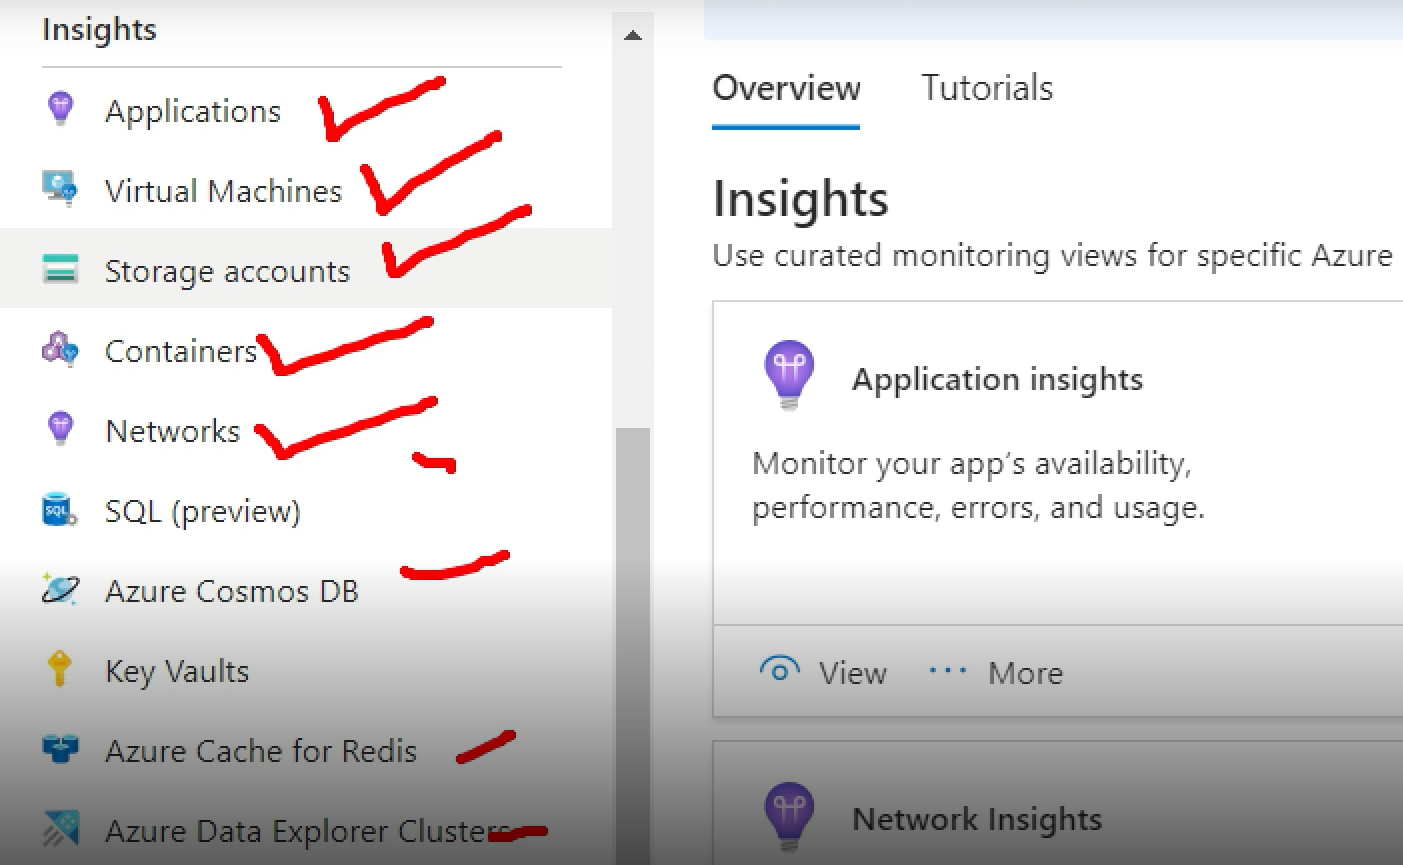 Insights
Applications
Virtual Machines
Storage accounts
Containers
Networks
SQL (preview)
Azure Cosmos DB
Key Vaults
Azure Cache for Redis
Azure Data Explorer Clusters
Overview
Tutorials
Insights
Use curated monitoring views for specific Azure
Application insights
Monitor your app's availability,
performance, errors, and usage.
View
More
Network Insights